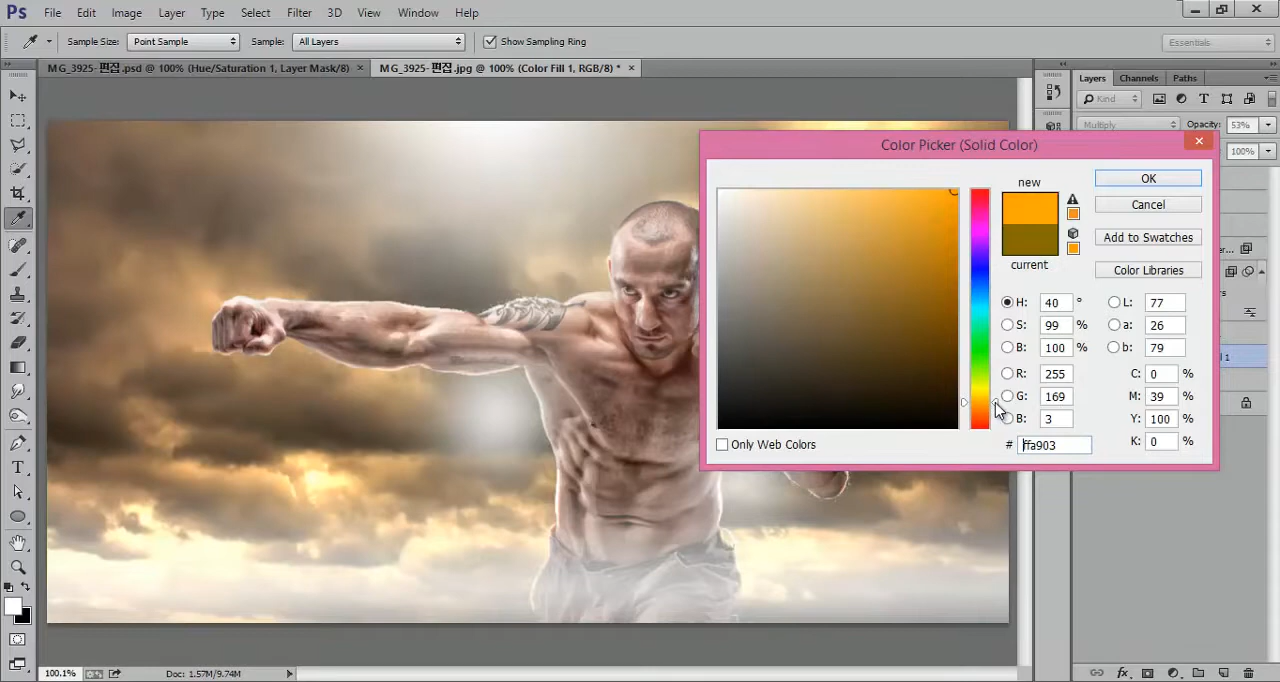 Ps File Edit Image Layer Type Select Filter 3D View Window Help
Sample Size: Point Sample Sample: All Layers Show Sampling Ring Essentials
MG_3925-편집.psd @ 100% (Hue/Saturation 1, Layer Mask/8) × MG_3925-편집.jpg @ 100% (Color Fill 1, RGB/8) * ×
Layers Channels Paths
Kind
Multiply Opacity: 53%
100%
Color Picker (Solid Color)
new
current
OK
Cancel
Add to Swatches
Color Libraries
H: 40 ° L: 77
S: 99 % a: 26
B: 100 % b: 79
R: 255 C: 0 %
G: 169 M: 39 %
B: 3 Y: 100 %
# ffa903 K: 0 %
Only Web Colors
100.1% Doc: 1.57M/9.74M